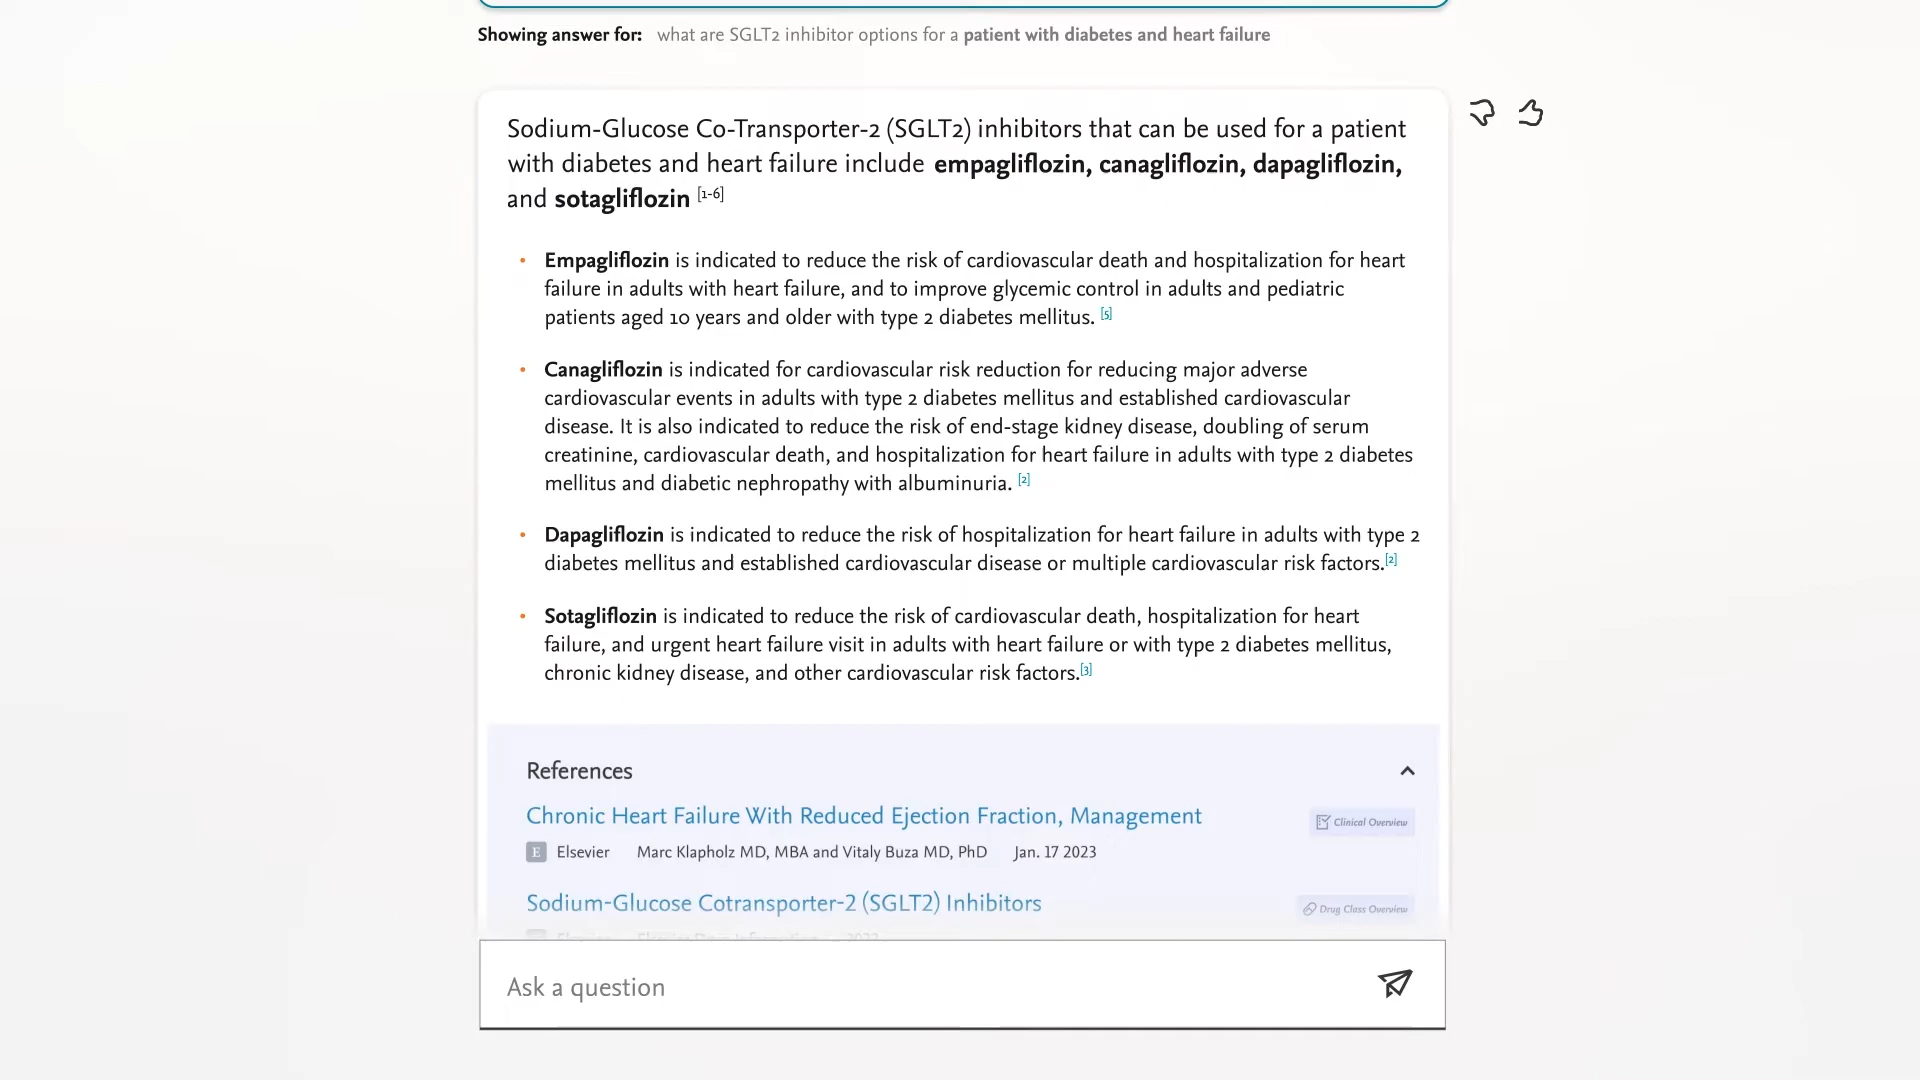 Showing answer for: what are SGLT2 inhibitor options for a patient with diabetes and heart failure
Sodium-Glucose Co-Transporter-2 (SGLT2) inhibitors that can be used for a patient
with diabetes and heart failure include empagliflozin, canagliflozin, dapagliflozin,
and sotagliflozin [1-6]
• Empagliflozin is indicated to reduce the risk of cardiovascular death and hospitalization for heart
failure in adults with heart failure, and to improve glycemic control in adults and pediatric
patients aged 10 years and older with type 2 diabetes mellitus. [5]
• Canagliflozin is indicated for cardiovascular risk reduction for reducing major adverse
cardiovascular events in adults with type 2 diabetes mellitus and established cardiovascular
disease. It is also indicated to reduce the risk of end-stage kidney disease, doubling of serum
creatinine, cardiovascular death, and hospitalization for heart failure in adults with type 2 diabetes
mellitus and diabetic nephropathy with albuminuria. [2]
• Dapagliflozin is indicated to reduce the risk of hospitalization for heart failure in adults with type 2
diabetes mellitus and established cardiovascular disease or multiple cardiovascular risk factors.[2]
• Sotagliflozin is indicated to reduce the risk of cardiovascular death, hospitalization for heart
failure, and urgent heart failure visit in adults with heart failure or with type 2 diabetes mellitus,
chronic kidney disease, and other cardiovascular risk factors.[3]
References
Chronic Heart Failure With Reduced Ejection Fraction, Management
Clinical Overview
E Elsevier Marc Klapholz MD, MBA and Vitaly Buza MD, PhD Jan. 17 2023
Sodium-Glucose Cotransporter-2 (SGLT2) Inhibitors
Drug Class Overview
Ask a question